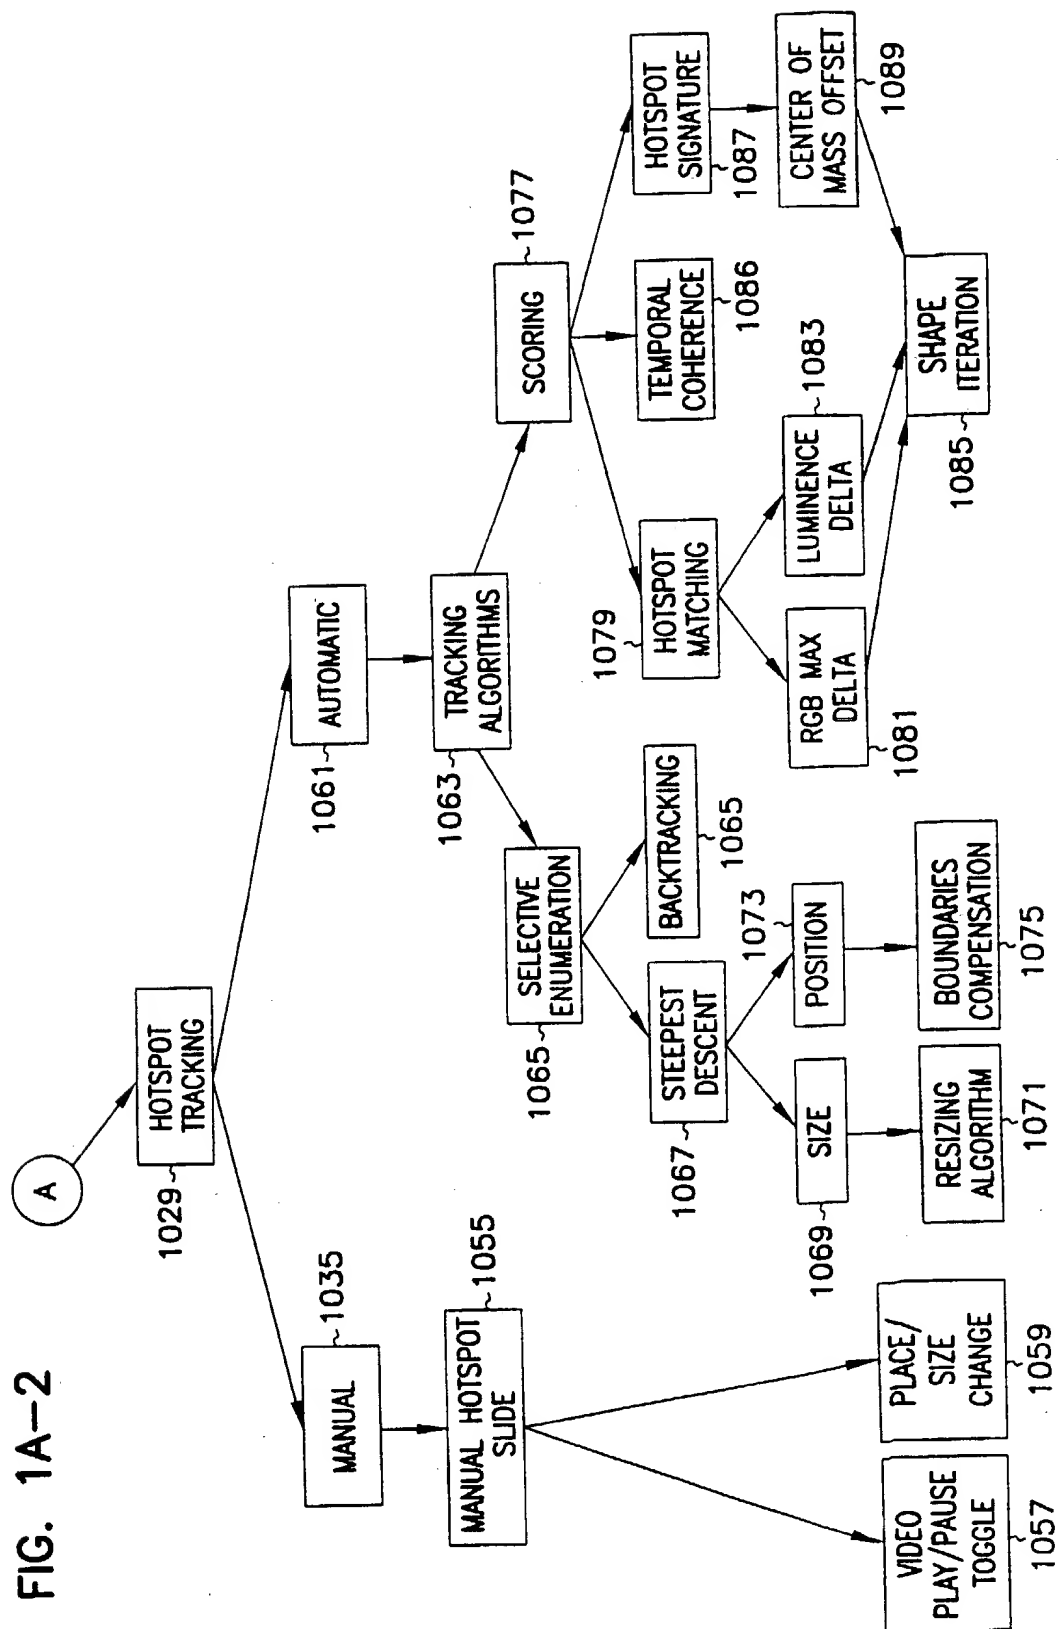 FIG. 1A-2
A
HOTSPOT
TRACKING
1029
MANUAL
1035
AUTOMATIC
1061
MANUAL HOTSPOT
SLIDE
1055
TRACKING
ALGORITHMS
1063
SELECTIVE
ENUMERATION
1065
SCORING
1077
STEEPEST
DESCENT
1067
BACKTRACKING
1065
HOTSPOT
MATCHING
1079
TEMPORAL
COHERENCE
1086
HOTSPOT
SIGNATURE
1087
SIZE
1069
POSITION
1073
RGB MAX
DELTA
1081
LUMINENCE
DELTA
1083
CENTER OF
MASS OFFSET
1089
VIDEO
PLAY/PAUSE
TOGGLE
1057
PLACE/
SIZE
CHANGE
1059
RESIZING
ALGORITHM
1071
BOUNDARIES
COMPENSATION
1075
SHAPE
ITERATION
1085